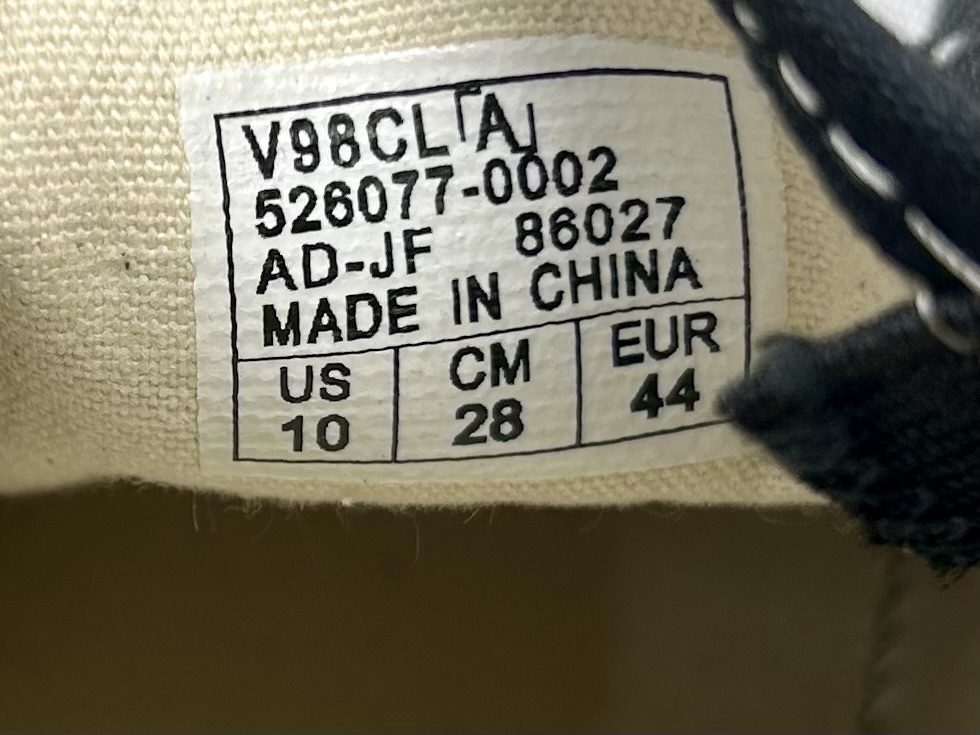 V98CL「A」
526077-0002
AD-JF 86027
MADE IN CHINA
US CM EUR
10 28 44